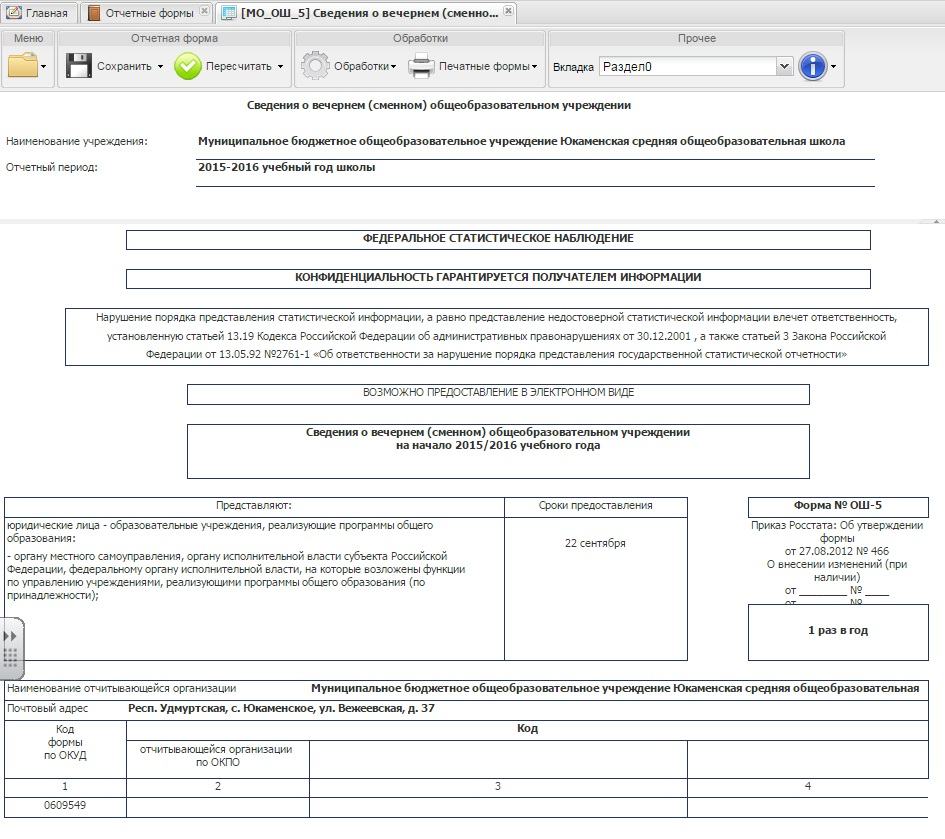 Главная
Отчетные формы
[МО_ОШ_5] Сведения о вечернем (сменно...
Меню
Отчетная форма
Обработки
Прочее
Сохранить
Пересчитать
Обработки
Печатные формы
Вкладка
Раздел0
Сведения о вечернем (сменном) общеобразовательном учреждении
Наименование учреждения:
Муниципальное бюджетное общеобразовательное учреждение Юкаменская средняя общеобразовательная школа
Отчетный период:
2015-2016 учебный год школы
ФЕДЕРАЛЬНОЕ СТАТИСТИЧЕСКОЕ НАБЛЮДЕНИЕ
КОНФИДЕНЦИАЛЬНОСТЬ ГАРАНТИРУЕТСЯ ПОЛУЧАТЕЛЕМ ИНФОРМАЦИИ
Нарушение порядка представления статистической информации, а равно представление недостоверной статистической информации влечет ответственность,
установленную статьей 13.19 Кодекса Российской Федерации об административных правонарушениях от 30.12.2001 , а также статьей 3 Закона Российской
Федерации от 13.05.92 №2761-1 «Об ответственности за нарушение порядка представления государственной статистической отчетности»
ВОЗМОЖНО ПРЕДОСТАВЛЕНИЕ В ЭЛЕКТРОННОМ ВИДЕ
Сведения о вечернем (сменном) общеобразовательном учреждении
на начало 2015/2016 учебного года
Представляют:
Сроки предоставления
юридические лица - образовательные учреждения, реализующие программы общего
образования:
- органу местного самоуправления, органу исполнительной власти субъекта Российской
Федерации, федеральному органу исполнительной власти, на которые возложены функции
по управлению учреждениями, реализующими программы общего образования (по
принадлежности);
22 сентября
Форма № ОШ-5
Приказ Росстата: Об утверждении
формы
от 27.08.2012 № 466
О внесении изменений (при
наличии)
от ________ № ____
от ________ № ____
1 раз в год
Наименование отчитывающейся организации
Муниципальное бюджетное общеобразовательное учреждение Юкаменская средняя общеобразовательная
Почтовый адрес
Респ. Удмуртская, с. Юкаменское, ул. Вежеевская, д. 37
Код
формы
по ОКУД
Код
отчитывающейся организации
по ОКПО
1
2
3
4
0609549